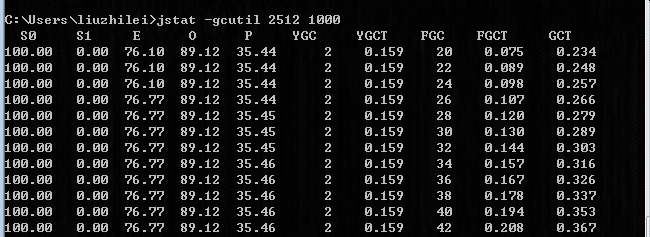 C:\Users\liuzhilei>jstat -gcutil 2512 1000
S0 S1 E O P YGC YGCT FGC FGCT GCT
100.00 0.00 76.10 89.12 35.44 2 0.159 20 0.075 0.234
100.00 0.00 76.10 89.12 35.44 2 0.159 22 0.089 0.248
100.00 0.00 76.10 89.12 35.44 2 0.159 24 0.098 0.257
100.00 0.00 76.77 89.12 35.44 2 0.159 26 0.107 0.266
100.00 0.00 76.77 89.12 35.45 2 0.159 28 0.120 0.279
100.00 0.00 76.77 89.12 35.45 2 0.159 30 0.130 0.289
100.00 0.00 76.77 89.12 35.45 2 0.159 32 0.144 0.303
100.00 0.00 76.77 89.12 35.46 2 0.159 34 0.157 0.316
100.00 0.00 76.77 89.12 35.46 2 0.159 36 0.167 0.326
100.00 0.00 76.77 89.12 35.46 2 0.159 38 0.178 0.337
100.00 0.00 76.77 89.12 35.46 2 0.159 40 0.194 0.353
100.00 0.00 76.77 89.12 35.46 2 0.159 42 0.208 0.367